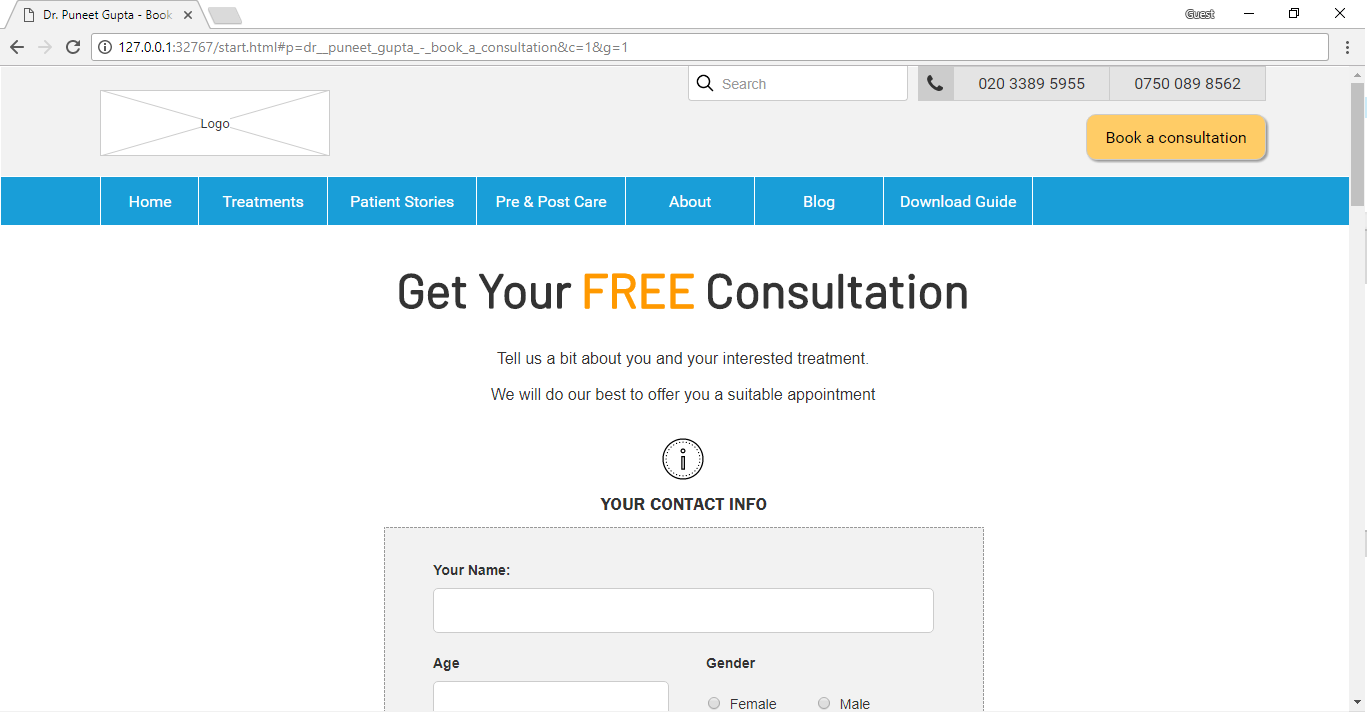 Dr. Puneet Gupta - Book
Guest
127.0.0.1:32767/start.html#p=dr__puneet_gupta_-_book_a_consultation&c=1&g=1
Search
020 3389 5955
0750 089 8562
Logo
Book a consultation
Home
Treatments
Patient Stories
Pre & Post Care
About
Blog
Download Guide
Get Your FREE Consultation
Tell us a bit about you and your interested treatment.
We will do our best to offer you a suitable appointment
YOUR CONTACT INFO
Your Name:
Age
Gender
Female
Male